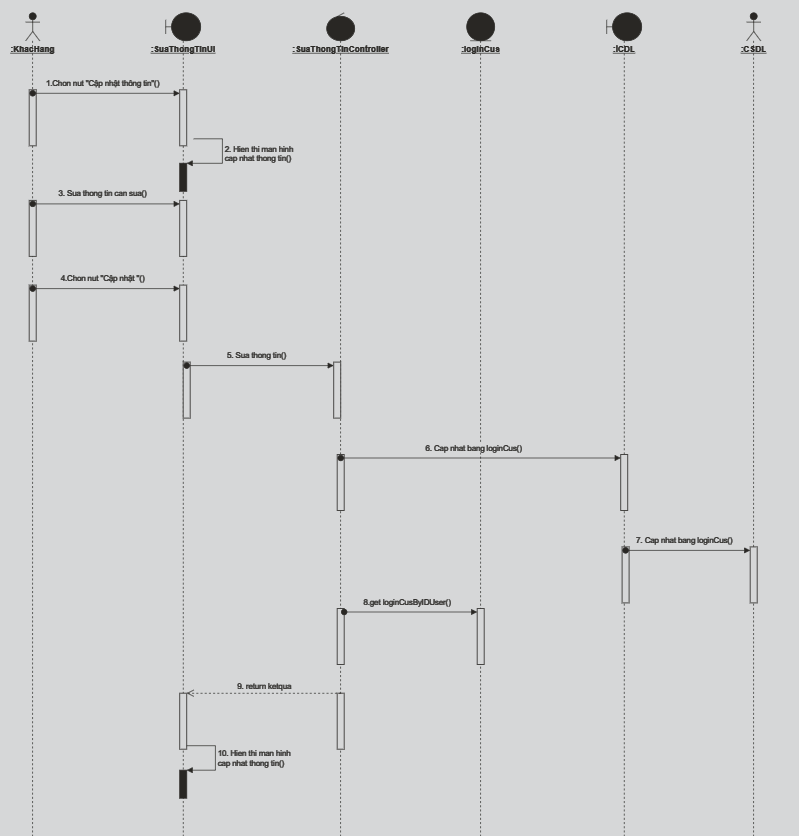 :KhacHang
:SuaThongTinUI
:SuaThongTinController
:loginCus
:ICDL
:CSDL
1.Chon nut "Cập nhật thông tin"()
2. Hien thi man hinh
cap nhat thong tin()
3. Sua thong tin can sua()
4.Chon nut "Cập nhật "()
5. Sua thong tin()
6. Cap nhat bang loginCus()
7. Cap nhat bang loginCus()
8.get loginCusByIDUser()
9. return ketqua
10. Hien thi man hinh
cap nhat thong tin()